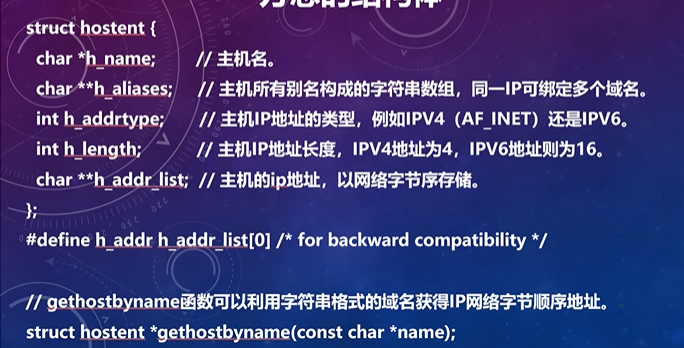 struct hostent {
char *h_name; // 主机名。
char **h_aliases; // 主机所有别名构成的字符串数组，同一IP可绑定多个域名。
int h_addrtype; // 主机IP地址的类型，例如IPV4（AF_INET）还是IPV6。
int h_length; // 主机IP地址长度，IPV4地址为4，IPV6地址则为16。
char **h_addr_list; // 主机的ip地址，以网络字节序存储。
};
#define h_addr h_addr_list[0] /* for backward compatibility */
// gethostbyname函数可以利用字符串格式的域名获得IP网络字节顺序地址。
struct hostent *gethostbyname(const char *name);